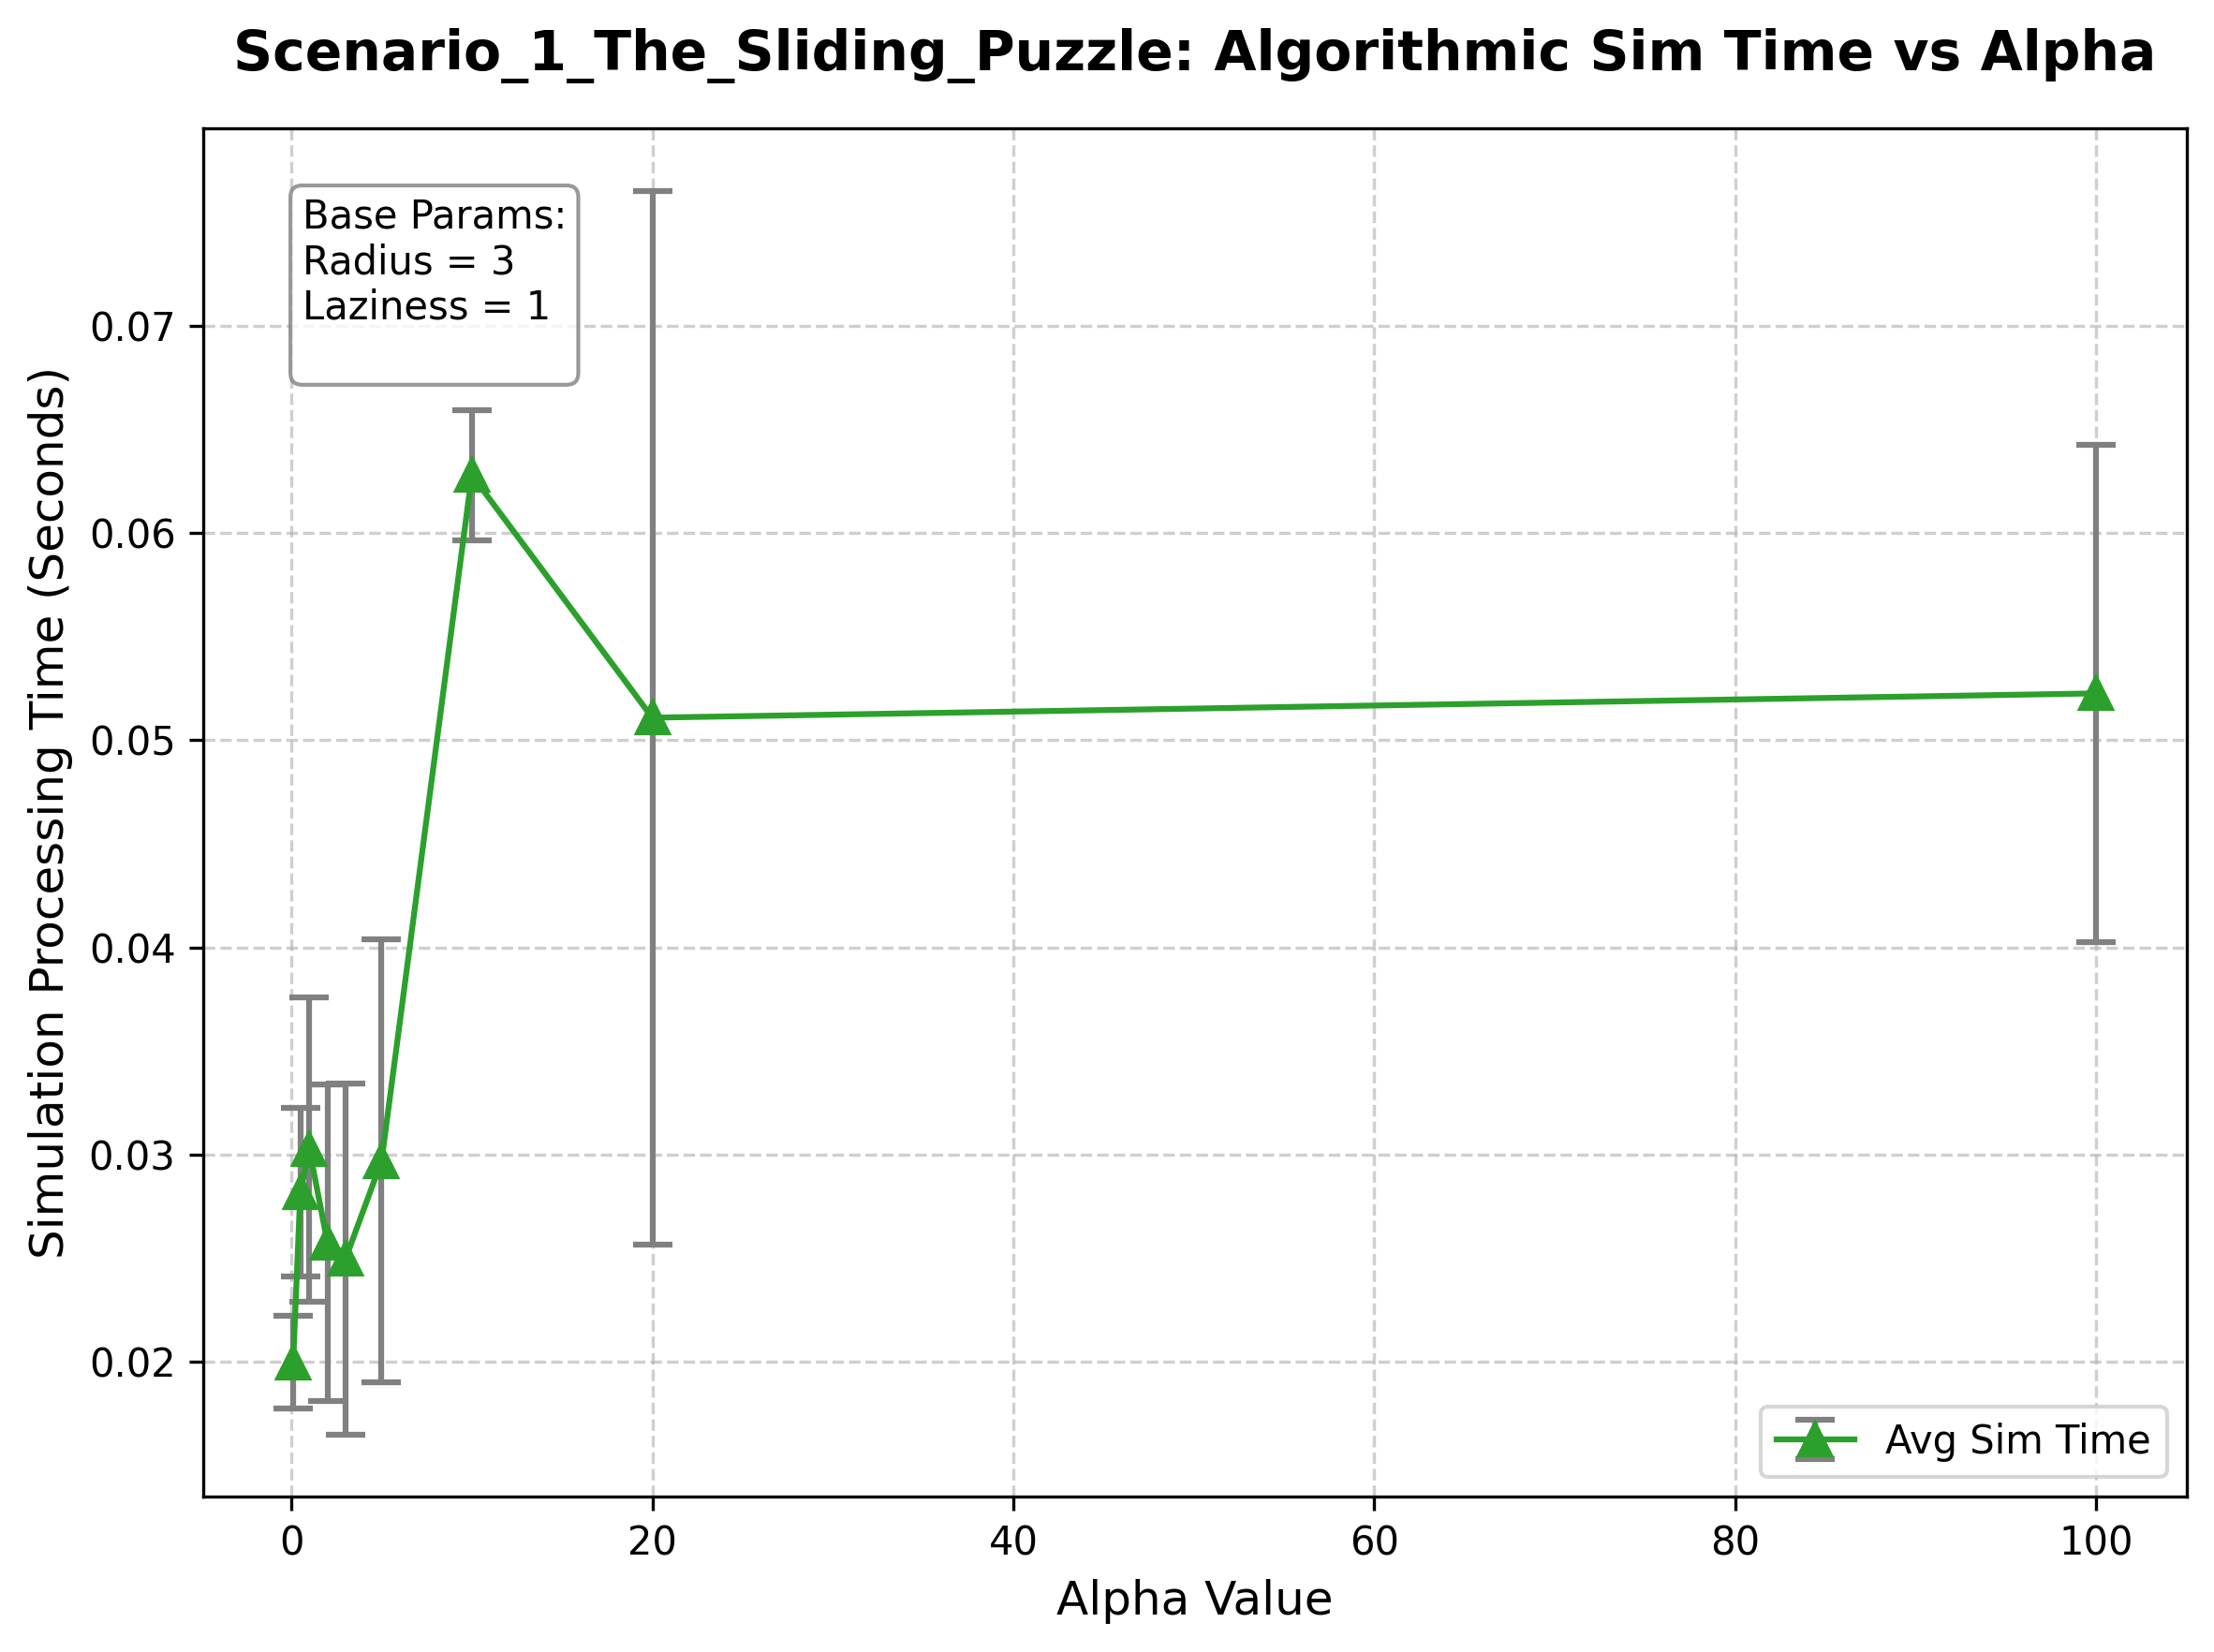 Scenario_1_The_Sliding_Puzzle: Algorithmic Sim Time vs Alpha
Base Params:
Radius = 3
Laziness = 1
Simulation Processing Time (Seconds)
0.07
0.06
0.05
0.04
0.03
0.02
Avg Sim Time
0 20 40 60 80 100
Alpha Value